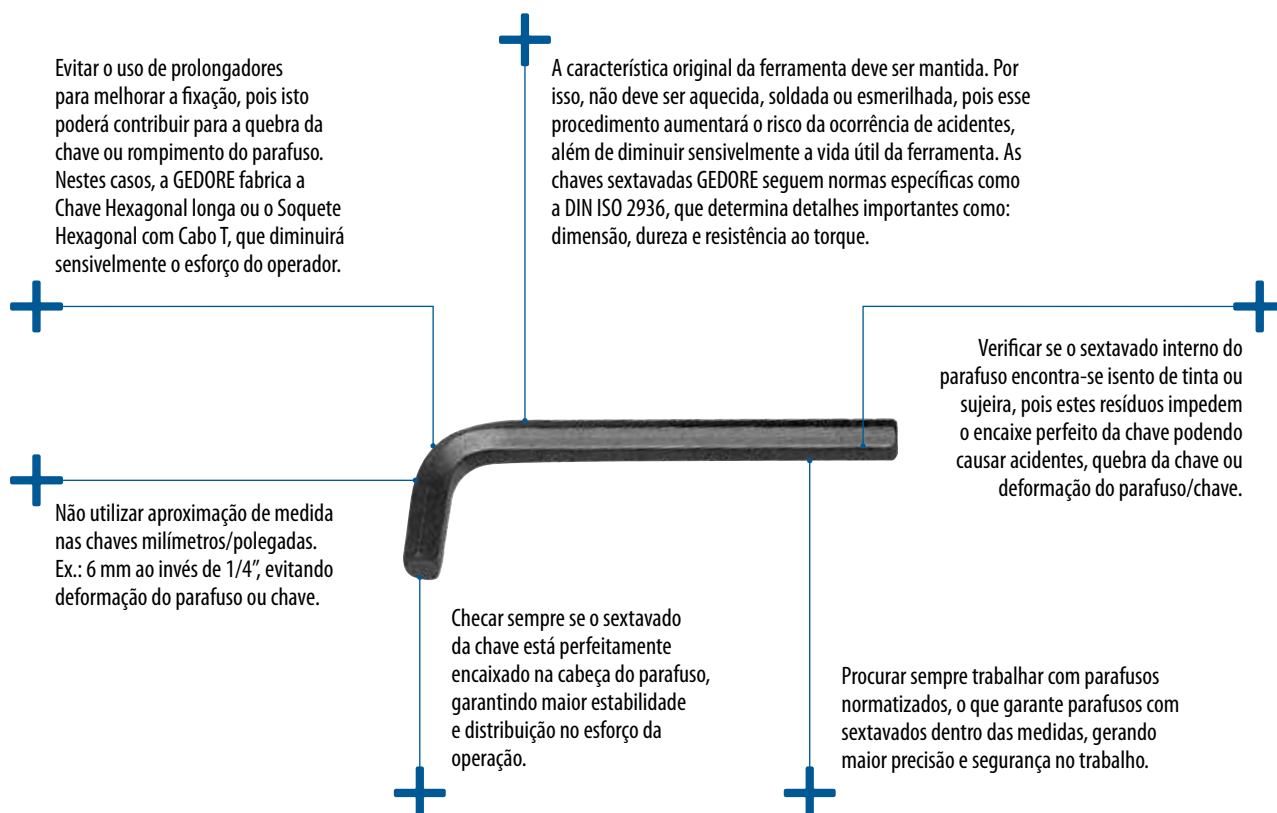 Evitar o uso de prolongadores
para melhorar a fixação, pois isto
poderá contribuir para a quebra da
chave ou rompimento do parafuso.
Nestes casos, a GEDORE fabrica a
Chave Hexagonal longa ou o Soquete
Hexagonal com Cabo T, que diminuirá
sensivelmente o esforço do operador.
A característica original da ferramenta deve ser mantida. Por
isso, não deve ser aquecida, soldada ou esmerilhada, pois esse
procedimento aumentará o risco da ocorrência de acidentes,
além de diminuir sensivelmente a vida útil da ferramenta. As
chaves sextavadas GEDORE seguem normas específicas como
a DIN ISO 2936, que determina detalhes importantes como:
dimensão, dureza e resistência ao torque.
Verificar se o sextavado interno do
parafuso encontra-se isento de tinta ou
sujeira, pois estes resíduos impedem
o encaixe perfeito da chave podendo
causar acidentes, quebra da chave ou
deformação do parafuso/chave.
Não utilizar aproximação de medida
nas chaves milímetros/polegadas.
Ex.: 6 mm ao invés de 1/4”, evitando
deformação do parafuso ou chave.
Checar sempre se o sextavado
da chave está perfeitamente
encaixado na cabeça do parafuso,
garantindo maior estabilidade
e distribuição no esforço da
operação.
Procurar sempre trabalhar com parafusos
normatizados, o que garante parafusos com
sextavados dentro das medidas, gerando
maior precisão e segurança no trabalho.